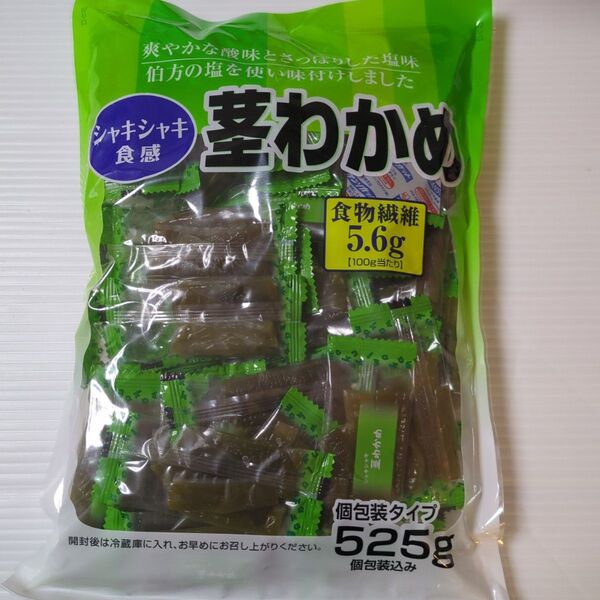 爽やかな酸味とさっぱりした塩味
伯方の塩を使い味付けしました
シャキシャキ
食感
茎わかめ
食物繊維
5.6g
【100g当たり】
茎わかめ
個包装タイプ
525g
個包装込み
開封後は冷蔵庫に入れ、お早めにお召し上がりください。